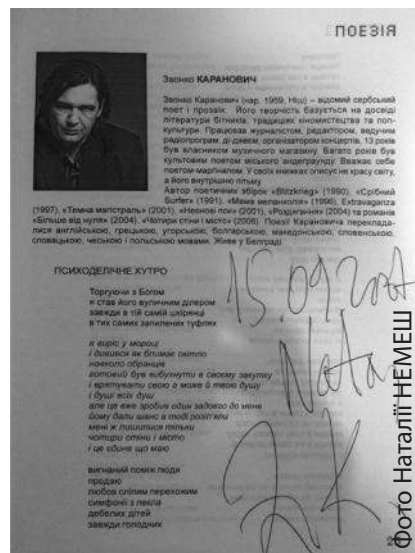 ПОЕЗІЯ
Звонко КАРАНОВИЧ
Звонко Каранович (нар. 1959, Ніш) – відомий сербський
поет і прозаїк. Його творчість базується на досвіді
літератури бітників, традиціях кіномистецтва та поп-
культури. Працював журналістом, редактором, ведучим
радіопрограм, ді-джеєм, організатором концертів, 13 років
був власником музичного магазину. Багато років був
культовим поетом міського андеґраунду. Вважає себе
поетом-маргіналом. У своїх книжках описує не красу світу,
а його внутрішню пітьму.
Автор поетичних збірок «Blitzkrieg» (1990), «Срібний
Surfer» (1991), «Мама меланхолія» (1996), Extravaganza
(1997), «Темна магістраль» (2001), «Неонові пси» (2001), «Роздягання» (2004) та романів
«Більше від нуля» (2004), «Чотири стіни і місто» (2006). Поезії Карановича переклада-
лися англійською, грецькою, угорською, болгарською, македонською, словенською,
словацькою, чеською і польською мовами. Живе у Белграді.
ПСИХОДЕЛІЧНЕ ХУТРО
Торгуючи з Богом
я став його вуличним ділером
завжди в тій самій шкірянці
в тих самих запилених туфлях
я виріс у мороці
і дивився як блимає світло
навколо обранців
готовий був вибухнути в своєму закутку
і врятувати свою а може й твою душу
і душі всіх душ
але це вже зробив один задовго до мене
йому дали шанс а тоді розіп'яли
мені ж лишилися тільки
чотири стіни і місто
і це єдине що маю
вигнаний поміж люди
продаю
любов сліпим перехожим
симфонії з пекла
дебелих дітей
завжди голодних
15.09.2007
Фото Наталії НЕМЕШ